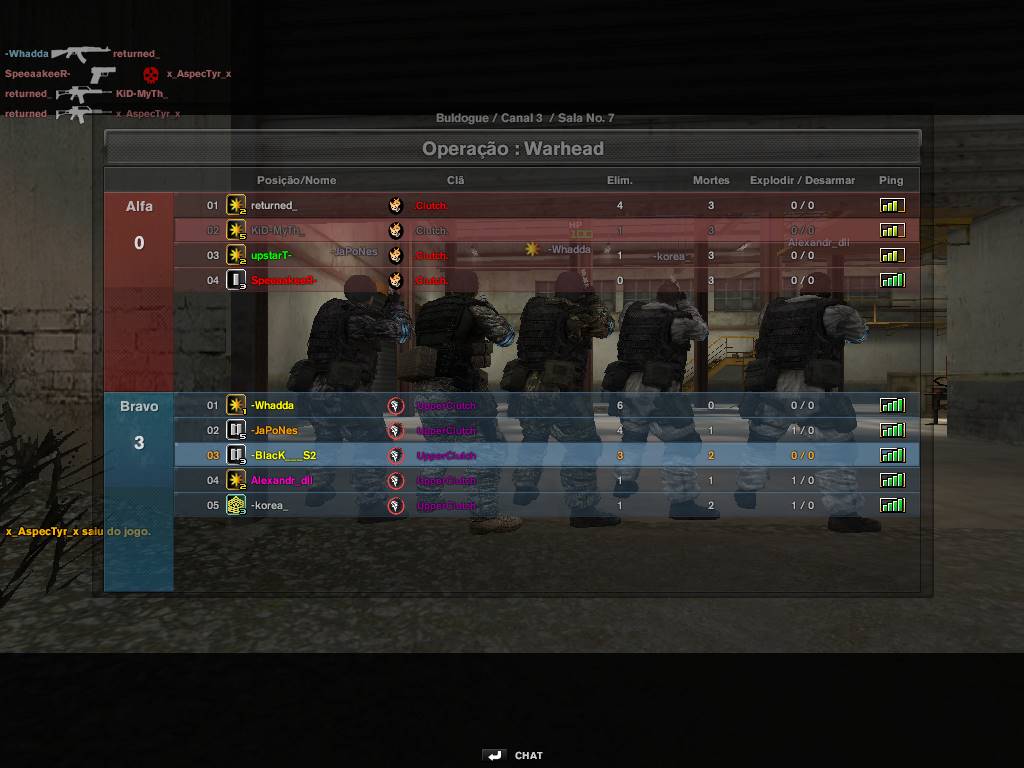 -Whadda returned_
SpeeaakeeR- x_AspecTyr_x
returned_ KID-MyTh_
returned_ x_AspecTyr_x
Buldogue / Canal 3 / Sala No. 7
Operação : Warhead
Posição/Nome Clã Elim. Mortes Explodir / Desarmar Ping
Alfa
0
01 returned_ Clutch. 4 3 0 / 0
02 KID-MyTh_ Clutch. 1 3 0 / 0
HP 100
-Whadda
-JaPoNes
-korea_
Alexandr_dll
03 upstarT- Clutch. 1 3 0 / 0
04 SpeeaakeeR- Clutch. 0 3 0 / 0
Bravo
3
01 -Whadda UpperClutch 6 0 0 / 0
02 -JaPoNes UpperClutch 4 1 1 / 0
03 -BlacK___S2 UpperClutch 3 2 0 / 0
04 Alexandr_dll UpperClutch 1 1 1 / 0
05 -korea_ UpperClutch 1 2 1 / 0
x_AspecTyr_x saiu do jogo.
CHAT